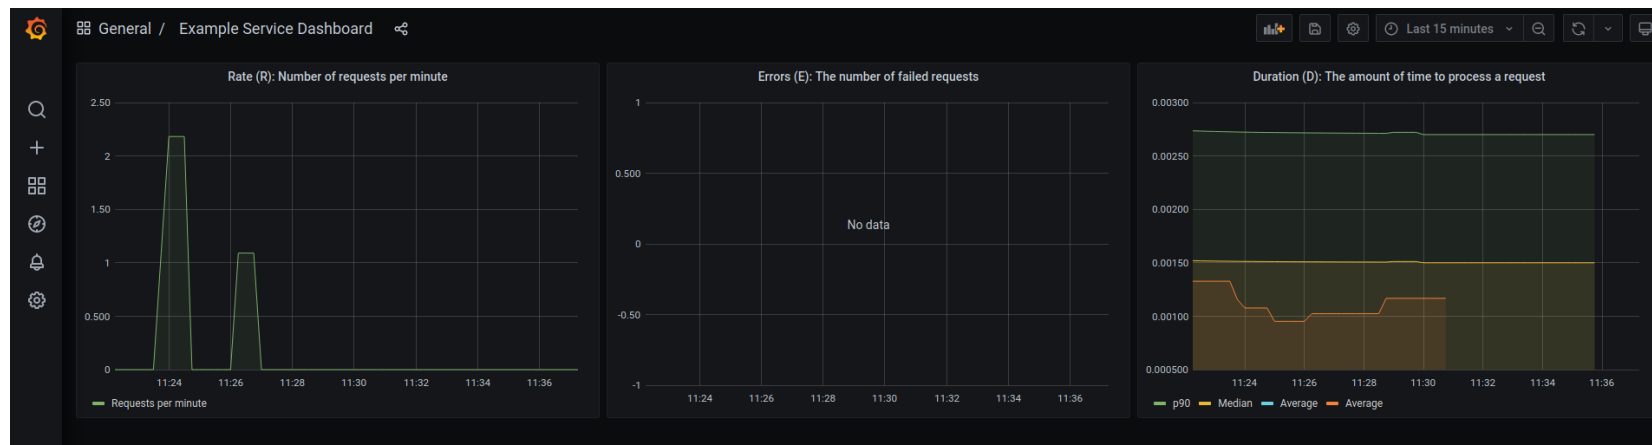 General / Example Service Dashboard
Last 15 minutes
Rate (R): Number of requests per minute
2.50
2
1.50
1
0.500
0
11:24 11:26 11:28 11:30 11:32 11:34 11:36
Requests per minute
Errors (E): The number of failed requests
1
0.500
0
-0.50
-1
No data
11:24 11:26 11:28 11:30 11:32 11:34 11:36
Duration (D): The amount of time to process a request
0.00300
0.00250
0.00200
0.00150
0.00100
0.000500
11:24 11:26 11:28 11:30 11:32 11:34 11:36
p90 Median Average Average